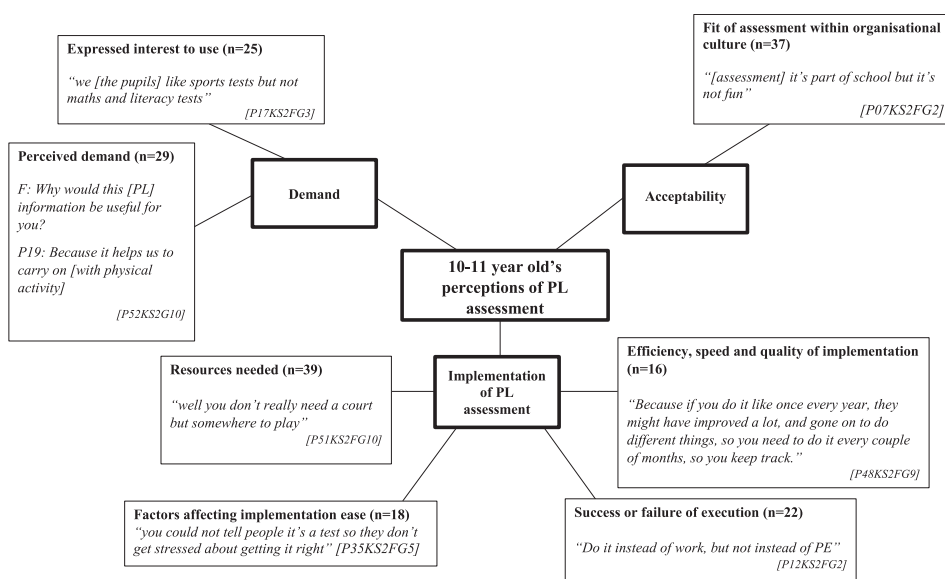 Expressed interest to use (n=25)
“we [the pupils] like sports tests but not
maths and literacy tests”
[P17KS2FG3]
Fit of assessment within organisational
culture (n=37)
“[assessment] it’s part of school but it’s
not fun”
[P07KS2FG2]
Perceived demand (n=29)
F: Why would this [PL]
information be useful for
you?
P19: Because it helps us to
carry on [with physical
activity]
[P52KS2G10]
Demand
Acceptability
10-11 year old’s
perceptions of PL
assessment
Resources needed (n=39)
“well you don’t really need a court
but somewhere to play”
[P51KS2FG10]
Implementation
of PL
assessment
Efficiency, speed and quality of implementation
(n=16)
“Because if you do it like once every year, they
might have improved a lot, and gone on to do
different things, so you need to do it every couple
of months, so you keep track.”
[P48KS2FG9]
Factors affecting implementation ease (n=18)
“you could not tell people it’s a test so they don’t
get stressed about getting it right” [P35KS2FG5]
Success or failure of execution (n=22)
“Do it instead of work, but not instead of PE”
[P12KS2FG2]